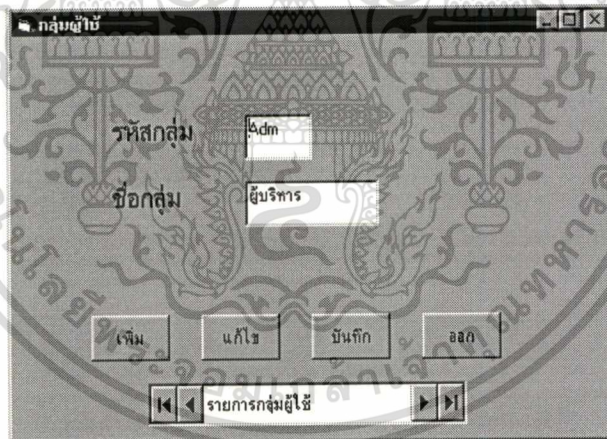 กลุ่มผู้ใช้
รหัสกลุ่ม Adm
ชื่อกลุ่ม ผู้บริหาร
เพิ่ม แก้ไข บันทึก ออก
รายการกลุ่มผู้ใช้